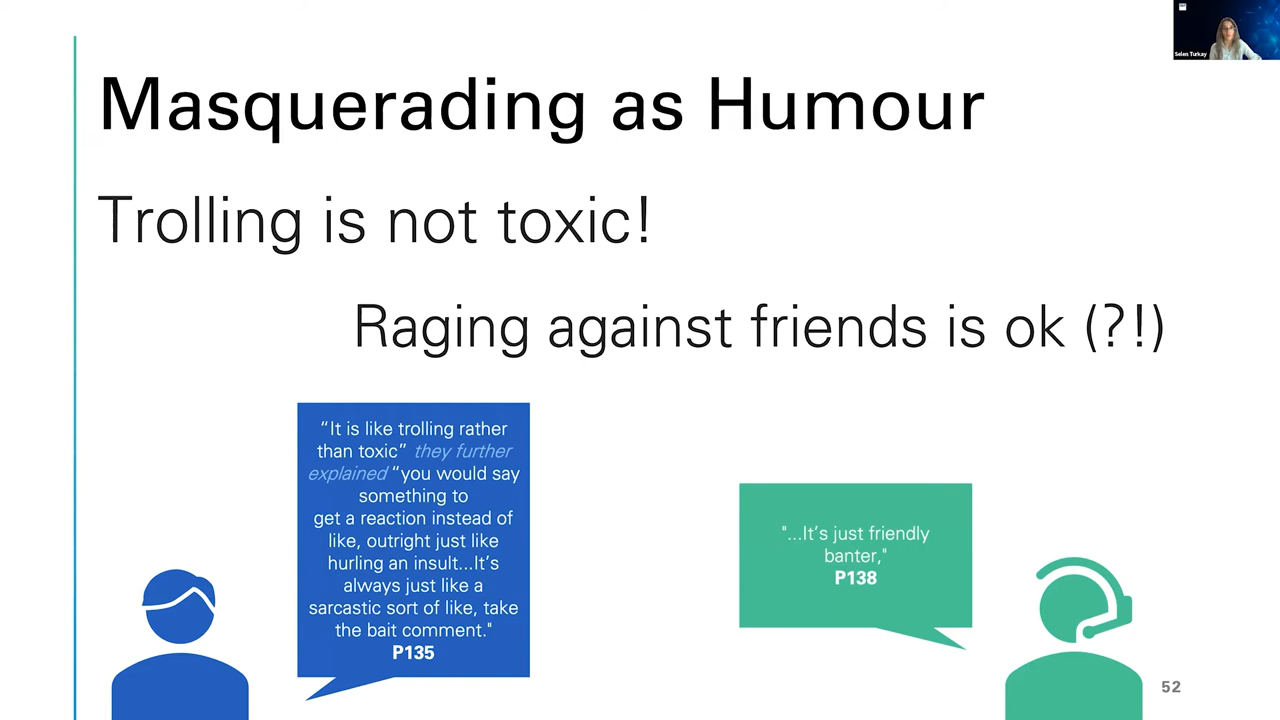 Selen Turkay
Masquerading as Humour
Trolling is not toxic!
Raging against friends is ok (?!)
“It is like trolling rather
than toxic” they further
explained “you would say
something to
get a reaction instead of
like, outright just like
hurling an insult...It’s
always just like a
sarcastic sort of like, take
the bait comment."
P135
"...It’s just friendly
banter,"
P138
52